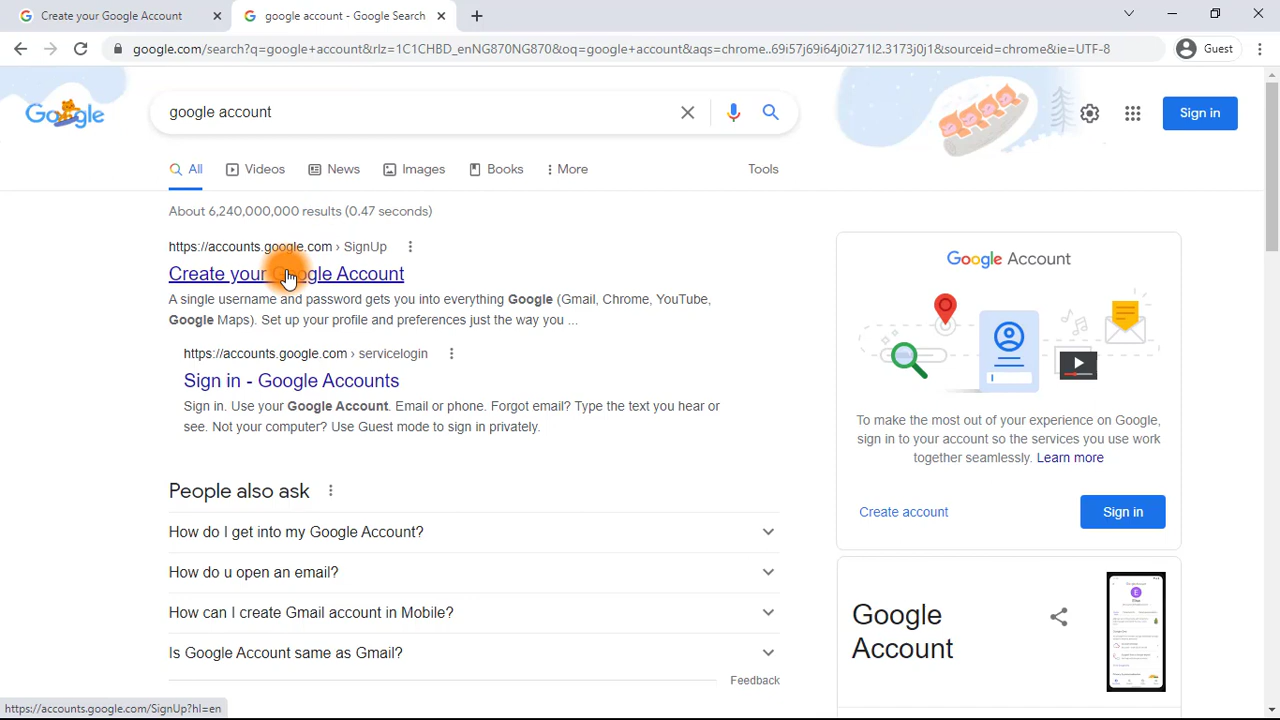 Create your Google Account
google account - Google Search
google.com/search?q=google+account&rlz=1C1CHBD_enNG870NG870&oq=google+account&aqs=chrome..69i57j69i64j0i271l2.3173j0j1&sourceid=chrome&ie=UTF-8
Guest
Google
google account
Sign in
All
Videos
News
Images
Books
More
Tools
About 6,240,000,000 results (0.47 seconds)
https://accounts.google.com › SignUp
Create your Google Account
A single username and password gets you into everything Google (Gmail, Chrome, YouTube,
Google Maps). Set up your profile and preferences just the way you ...
https://accounts.google.com › servicelogin
Sign in - Google Accounts
Sign in. Use your Google Account. Email or phone. Forgot email? Type the text you hear or
see. Not your computer? Use Guest mode to sign in privately.
People also ask
How do I get into my Google Account?
How do u open an email?
How can I create Gmail account in Mobile?
Is Google Account same as Gmail?
Feedback
Google Account
To make the most out of your experience on Google,
sign in to your account so the services you use work
together seamlessly. Learn more
Create account
Sign in
Google
Account
https://accounts.google.com/SignUp?hl=en